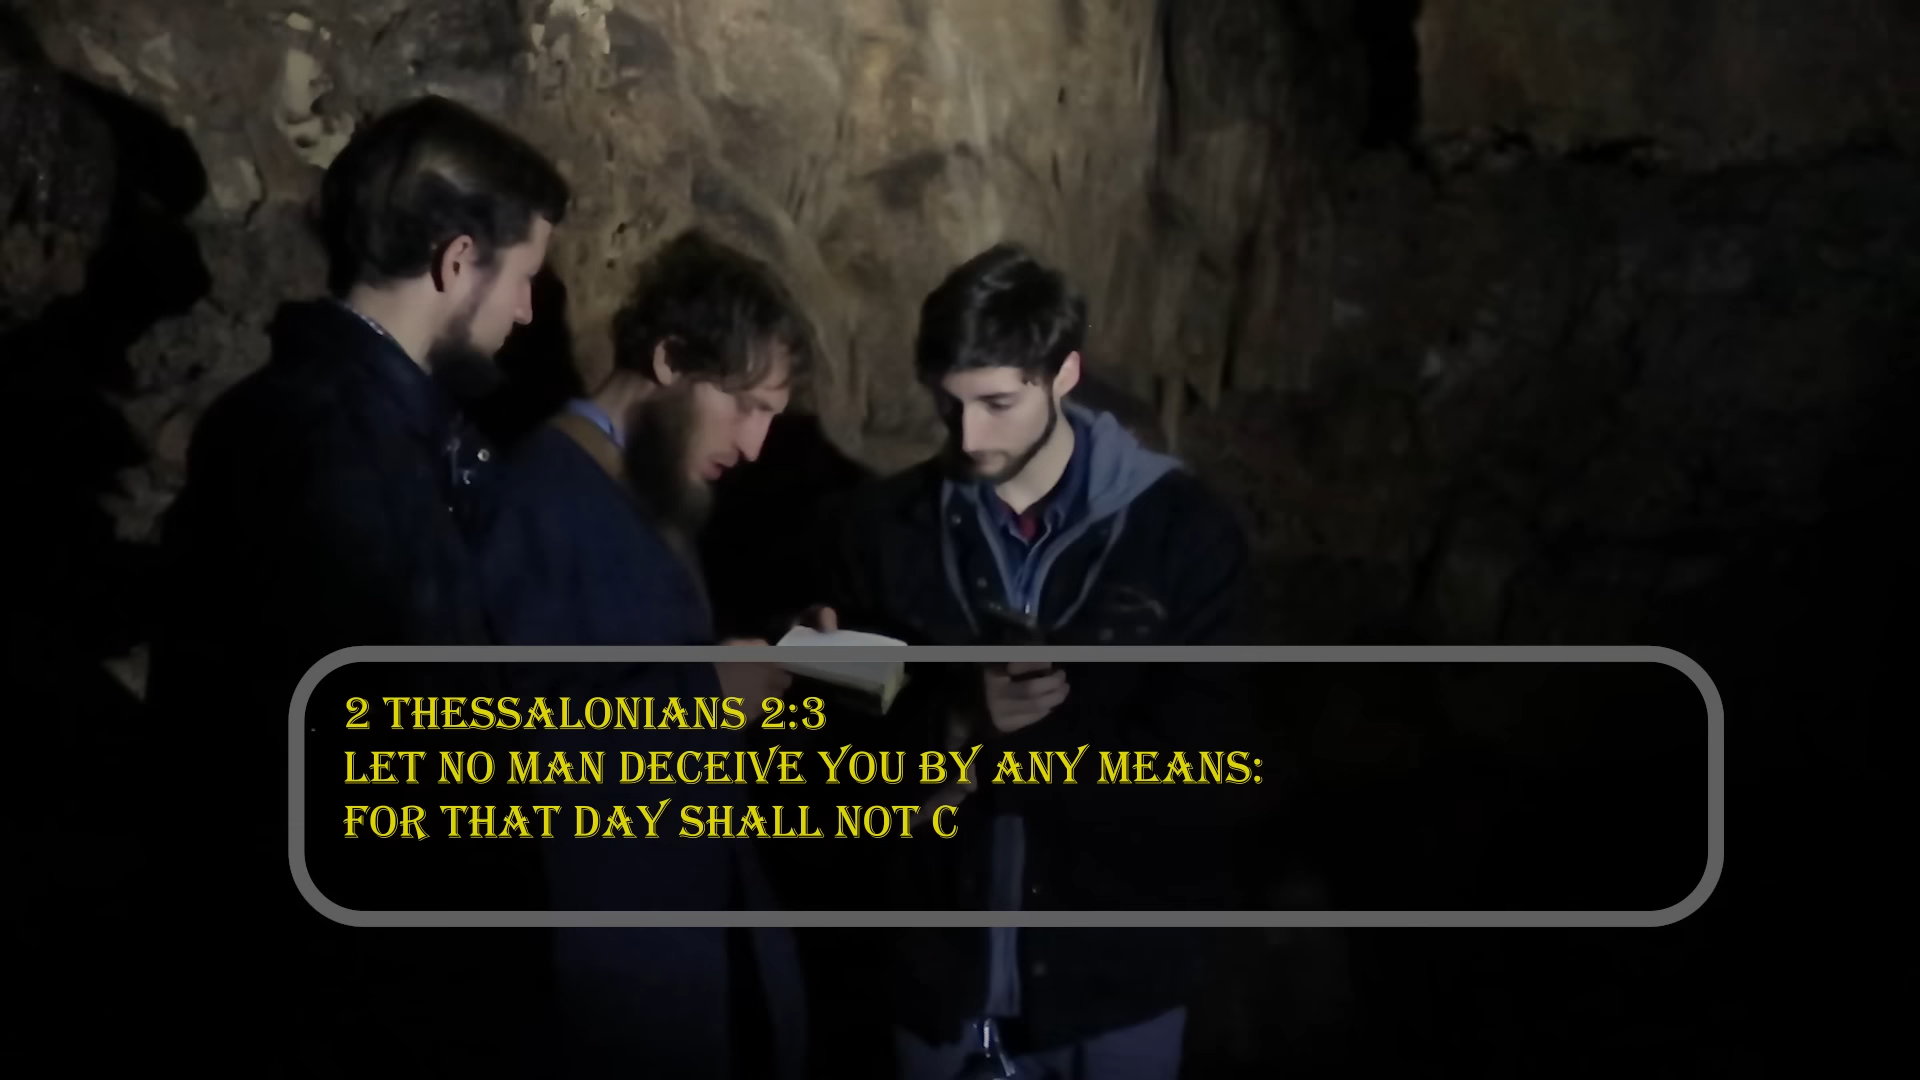 2 THESSALONIANS 2:3
LET NO MAN DECEIVE YOU BY ANY MEANS:
FOR THAT DAY SHALL NOT C